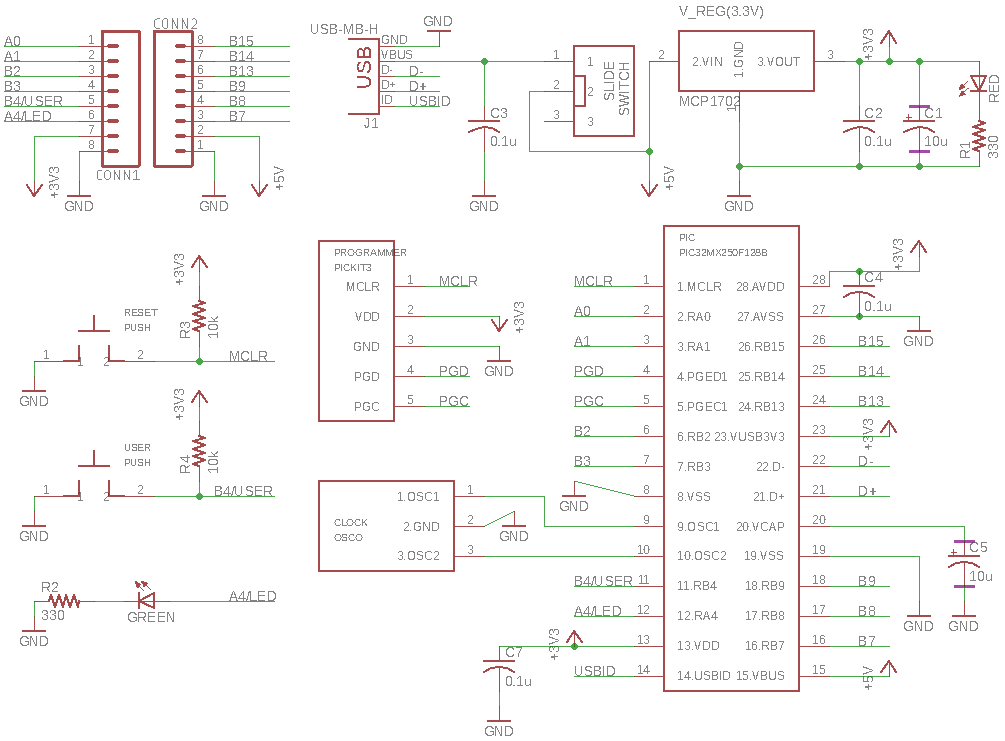 CONN2
A0 1
A1 2
B2 3
B3 4
B4/USER 5
A4/LED 6
7
8
+3V3
GND
CONN1
8 B15
7 B14
6 B13
5 B9
4 B8
3 B7
2
1
GND
+5V
USB-MB-H
USB
GND
VBUS
D- D-
D+ D+
ID USBID
J1
GND
C3
0.1u
GND
1 1
2 2
3 3
SLIDE
SWITCH
+5V
V_REG(3.3V)
2 2.VIN
1.GND
3.VOUT 3
MCP1702
1
GND
+3V3
C2
0.1u
+
C1
10u
RED
R1
330
+3V3
R3
10k
RESET
PUSH
1 1 2 2
MCLR
GND
+3V3
R4
10k
USER
PUSH
1 1 2 2
B4/USER
GND
R2
330
GREEN
A4/LED
GND
PROGRAMMER
PICKIT3
MCLR 1 MCLR
VDD 2
+3V3
GND 3
GND
PGD 4 PGD
PGC 5 PGC
CLOCK
OSCO
1.OSC1 1
2.GND 2
3.OSC2 3
GND
PIC
PIC32MX250F128B
MCLR 1 1.MCLR
A0 2 2.RA0
A1 3 3.RA1
PGD 4 4.PGED1
PGC 5 5.PGEC1
B2 6 6.RB2
B3 7 7.RB3
GND 8 8.VSS
9 9.OSC1
10 10.OSC2
B4/USER 11 11.RB4
A4/LED 12 12.RA4
13 13.VDD
USBID 14 14.USBID
+3V3
C7
0.1u
GND
28.AVDD 28
27.AVSS 27
26.RB15 26 B15
25.RB14 25 B14
24.RB13 24 B13
23.VUSB3V3 23
22.D- 22 D-
21.D+ 21 D+
20.VCAP 20
19.VSS 19
18.RB9 18 B9
17.RB8 17 B8
16.RB7 16 B7
15.VBUS 15
+3V3
C4
0.1u
GND
+3V3
+
C5
10u
GND
GND
+5V